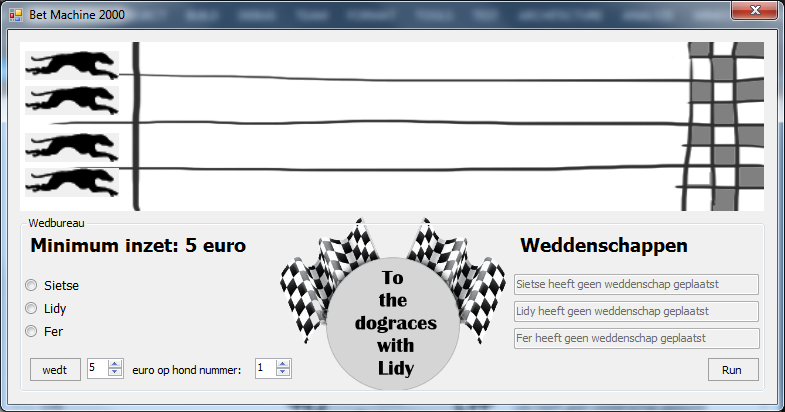 Bet Machine 2000
Wedbureau
Minimum inzet: 5 euro
Sietse
Lidy
Fer
wedt 5 euro op hond nummer: 1
To
the
dograces
with
Lidy
Weddenschappen
Sietse heeft geen weddenschap geplaatst
Lidy heeft geen weddenschap geplaatst
Fer heeft geen weddenschap geplaatst
Run